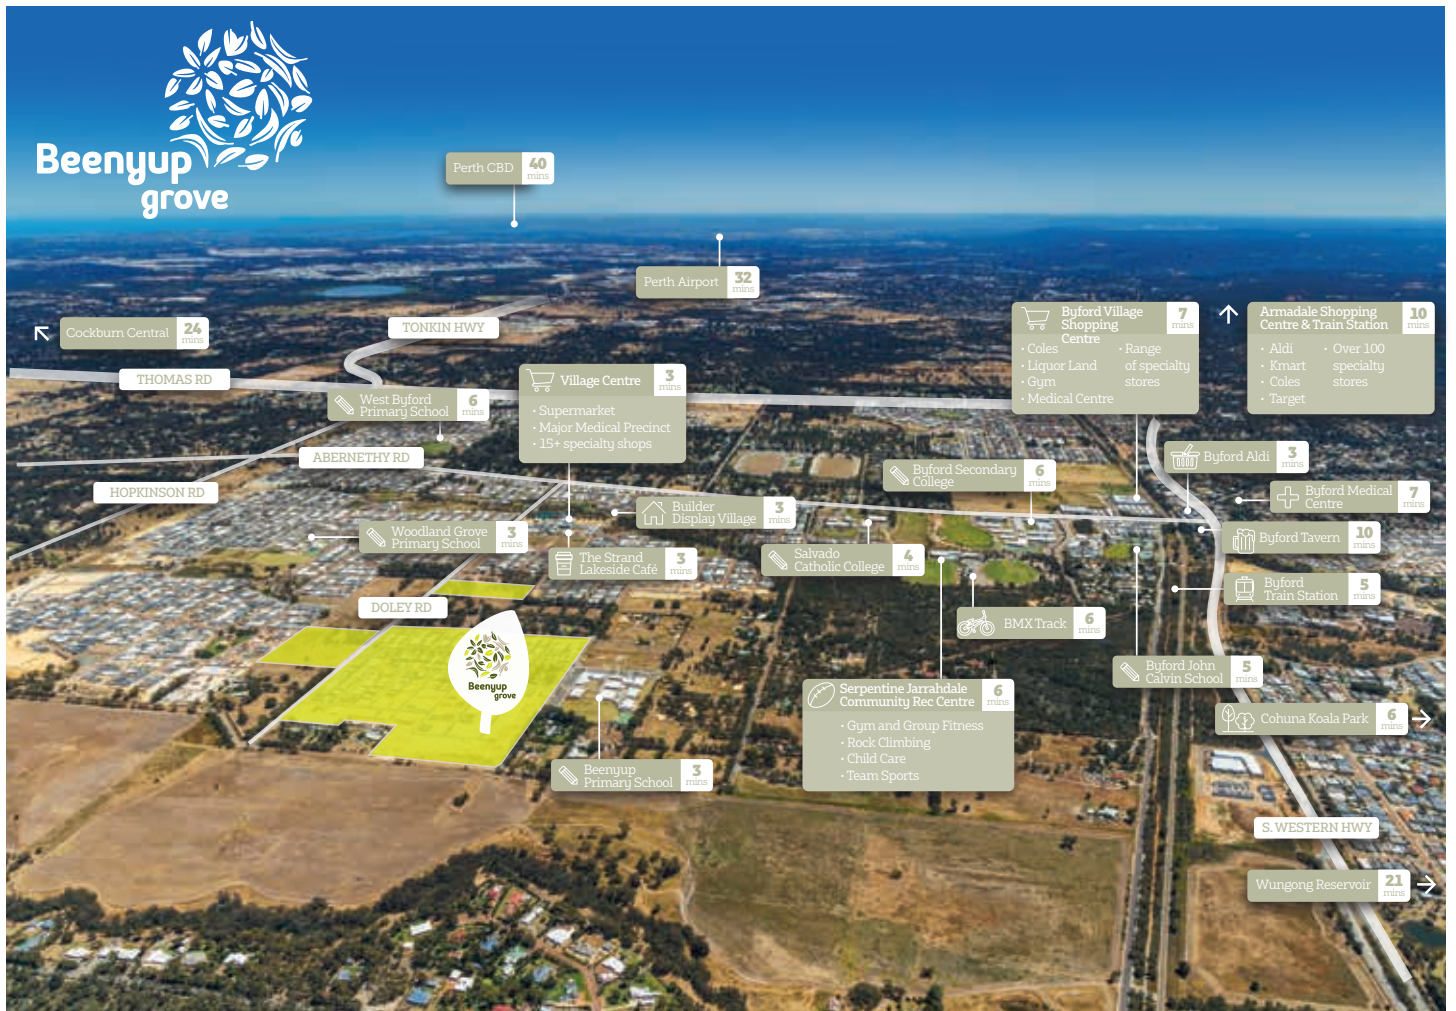 Beenyup
grove
Perth CBD 40
mins
Perth Airport 32
mins
Cockburn Central 24
mins
TONKIN HWY
THOMAS RD
West Byford
Primary School
6
mins
Village Centre 3
mins
· Supermarket
· Major Medical Precinct
· 15+ specialty shops
Byford Village
Shopping
Centre
7
mins
· Coles
· Liquor Land
· Gym
· Medical Centre
· Range
of specialty
stores
Armadale Shopping
Centre & Train Station
10
mins
· Aldi
· Kmart
· Coles
· Target
· Over 100
specialty
stores
ABERNETHY RD
HOPKINSON RD
Byford Secondary
College
6
mins
Byford Aldi 3
mins
Byford Medical
Centre
7
mins
Builder
Display Village
3
mins
Woodland Grove
Primary School
3
mins
The Strand
Lakeside Café
3
mins
Salvado
Catholic College
4
mins
Byford Tavern 10
mins
Byford
Train Station
5
mins
DOLEY RD
BMX Track 6
mins
Beenyup
grove
Byford John
Calvin School
5
mins
Serpentine Jarrahdale
Community Rec Centre
6
mins
· Gym and Group Fitness
· Rock Climbing
· Child Care
· Team Sports
Cohuna Koala Park 6
mins
Beenyup
Primary School
3
mins
S. WESTERN HWY
Wungong Reservoir 21
mins